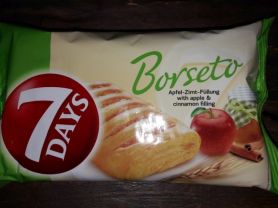 7
DAYS
Borseto
Apfel-Zimt-Füllung
with apple &
cinnamon filling